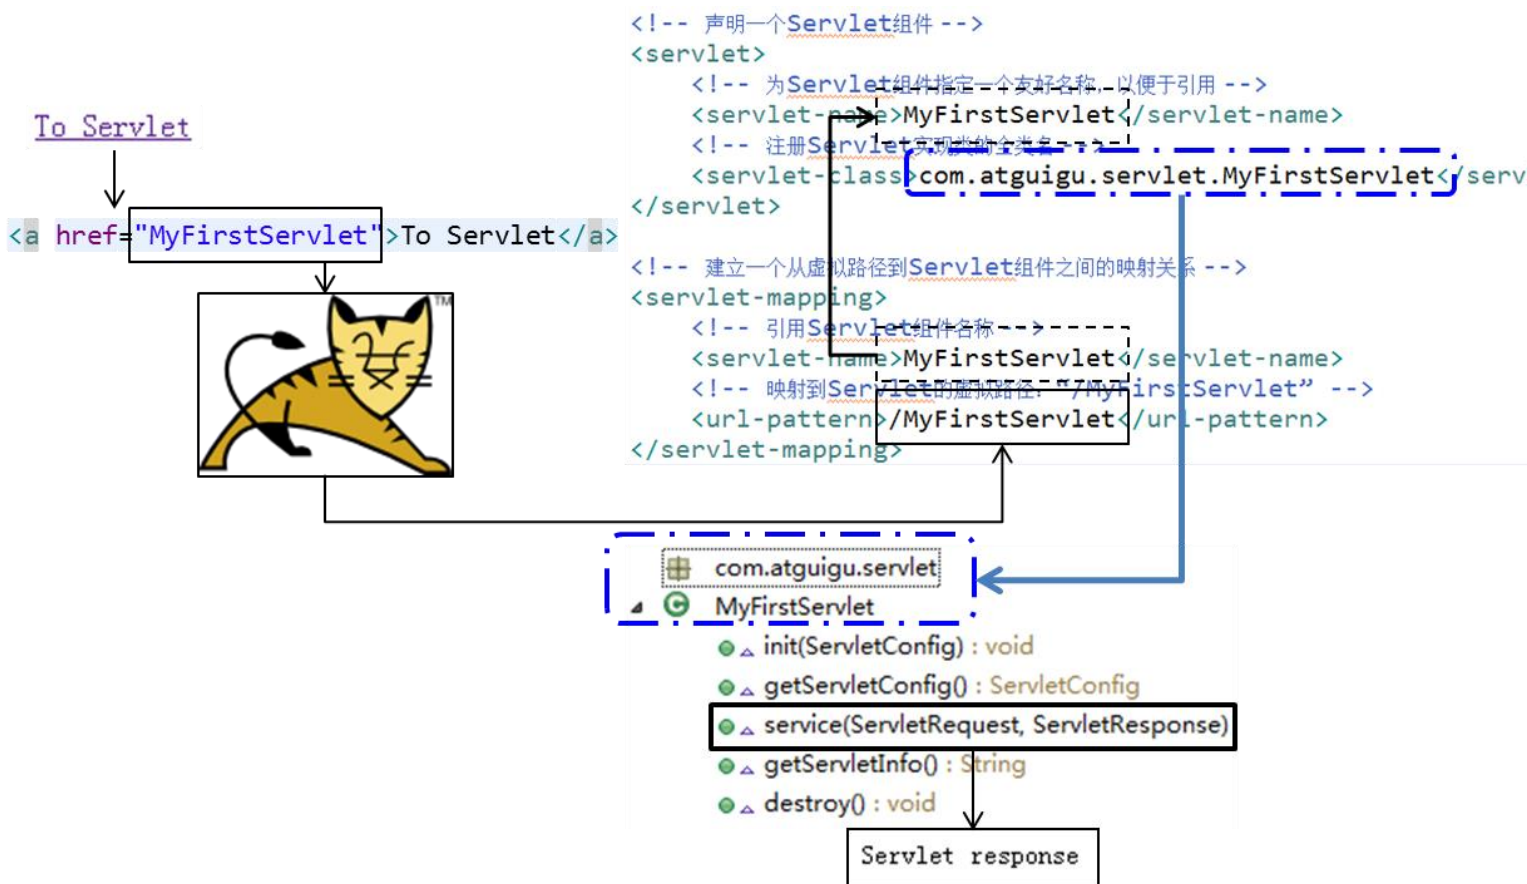 To Servlet
<a href="MyFirstServlet">To Servlet</a>
TM
<!-- 声明一个Servlet组件 -->
<servlet>
<!-- 为Servlet组件指定一个友好名称，以便于引用 -->
<servlet-name>MyFirstServlet</servlet-name>
<!-- 注册Servlet实现类的全类名 -->
<servlet-class>com.atguigu.servlet.MyFirstServlet</serv
</servlet>
<!-- 建立一个从虚拟路径到Servlet组件之间的映射关系 -->
<servlet-mapping>
<!-- 引用Servlet组件名称 -->
<servlet-name>MyFirstServlet</servlet-name>
<!-- 映射到Servlet的虚拟路径：“/MyFirstServlet” -->
<url-pattern>/MyFirstServlet</url-pattern>
</servlet-mapping>
com.atguigu.servlet
MyFirstServlet
init(ServletConfig) : void
getServletConfig() : ServletConfig
service(ServletRequest, ServletResponse)
getServletInfo() : String
destroy() : void
Servlet response